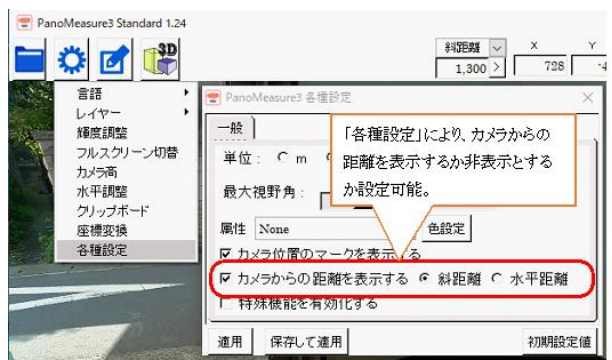 PanoMeasure3 Standard 1.24
3D
斜距離 X Y
1,300 > 728 -4
言語
レイヤー
輝度調整
フルスクリーン切替
カメラ高
水平調整
クリップボード
座標変換
各種設定
PanoMeasure3 各種設定
一般
「各種設定」により、カメラからの
距離を表示するか非表示とする
か設定可能。
単位: m
最大視野角:
属性 None 色設定
カメラ位置のマークを表示する
カメラからの距離を表示する 斜距離 水平距離
特殊機能を有効化する
適用 保存して適用 初期設定値